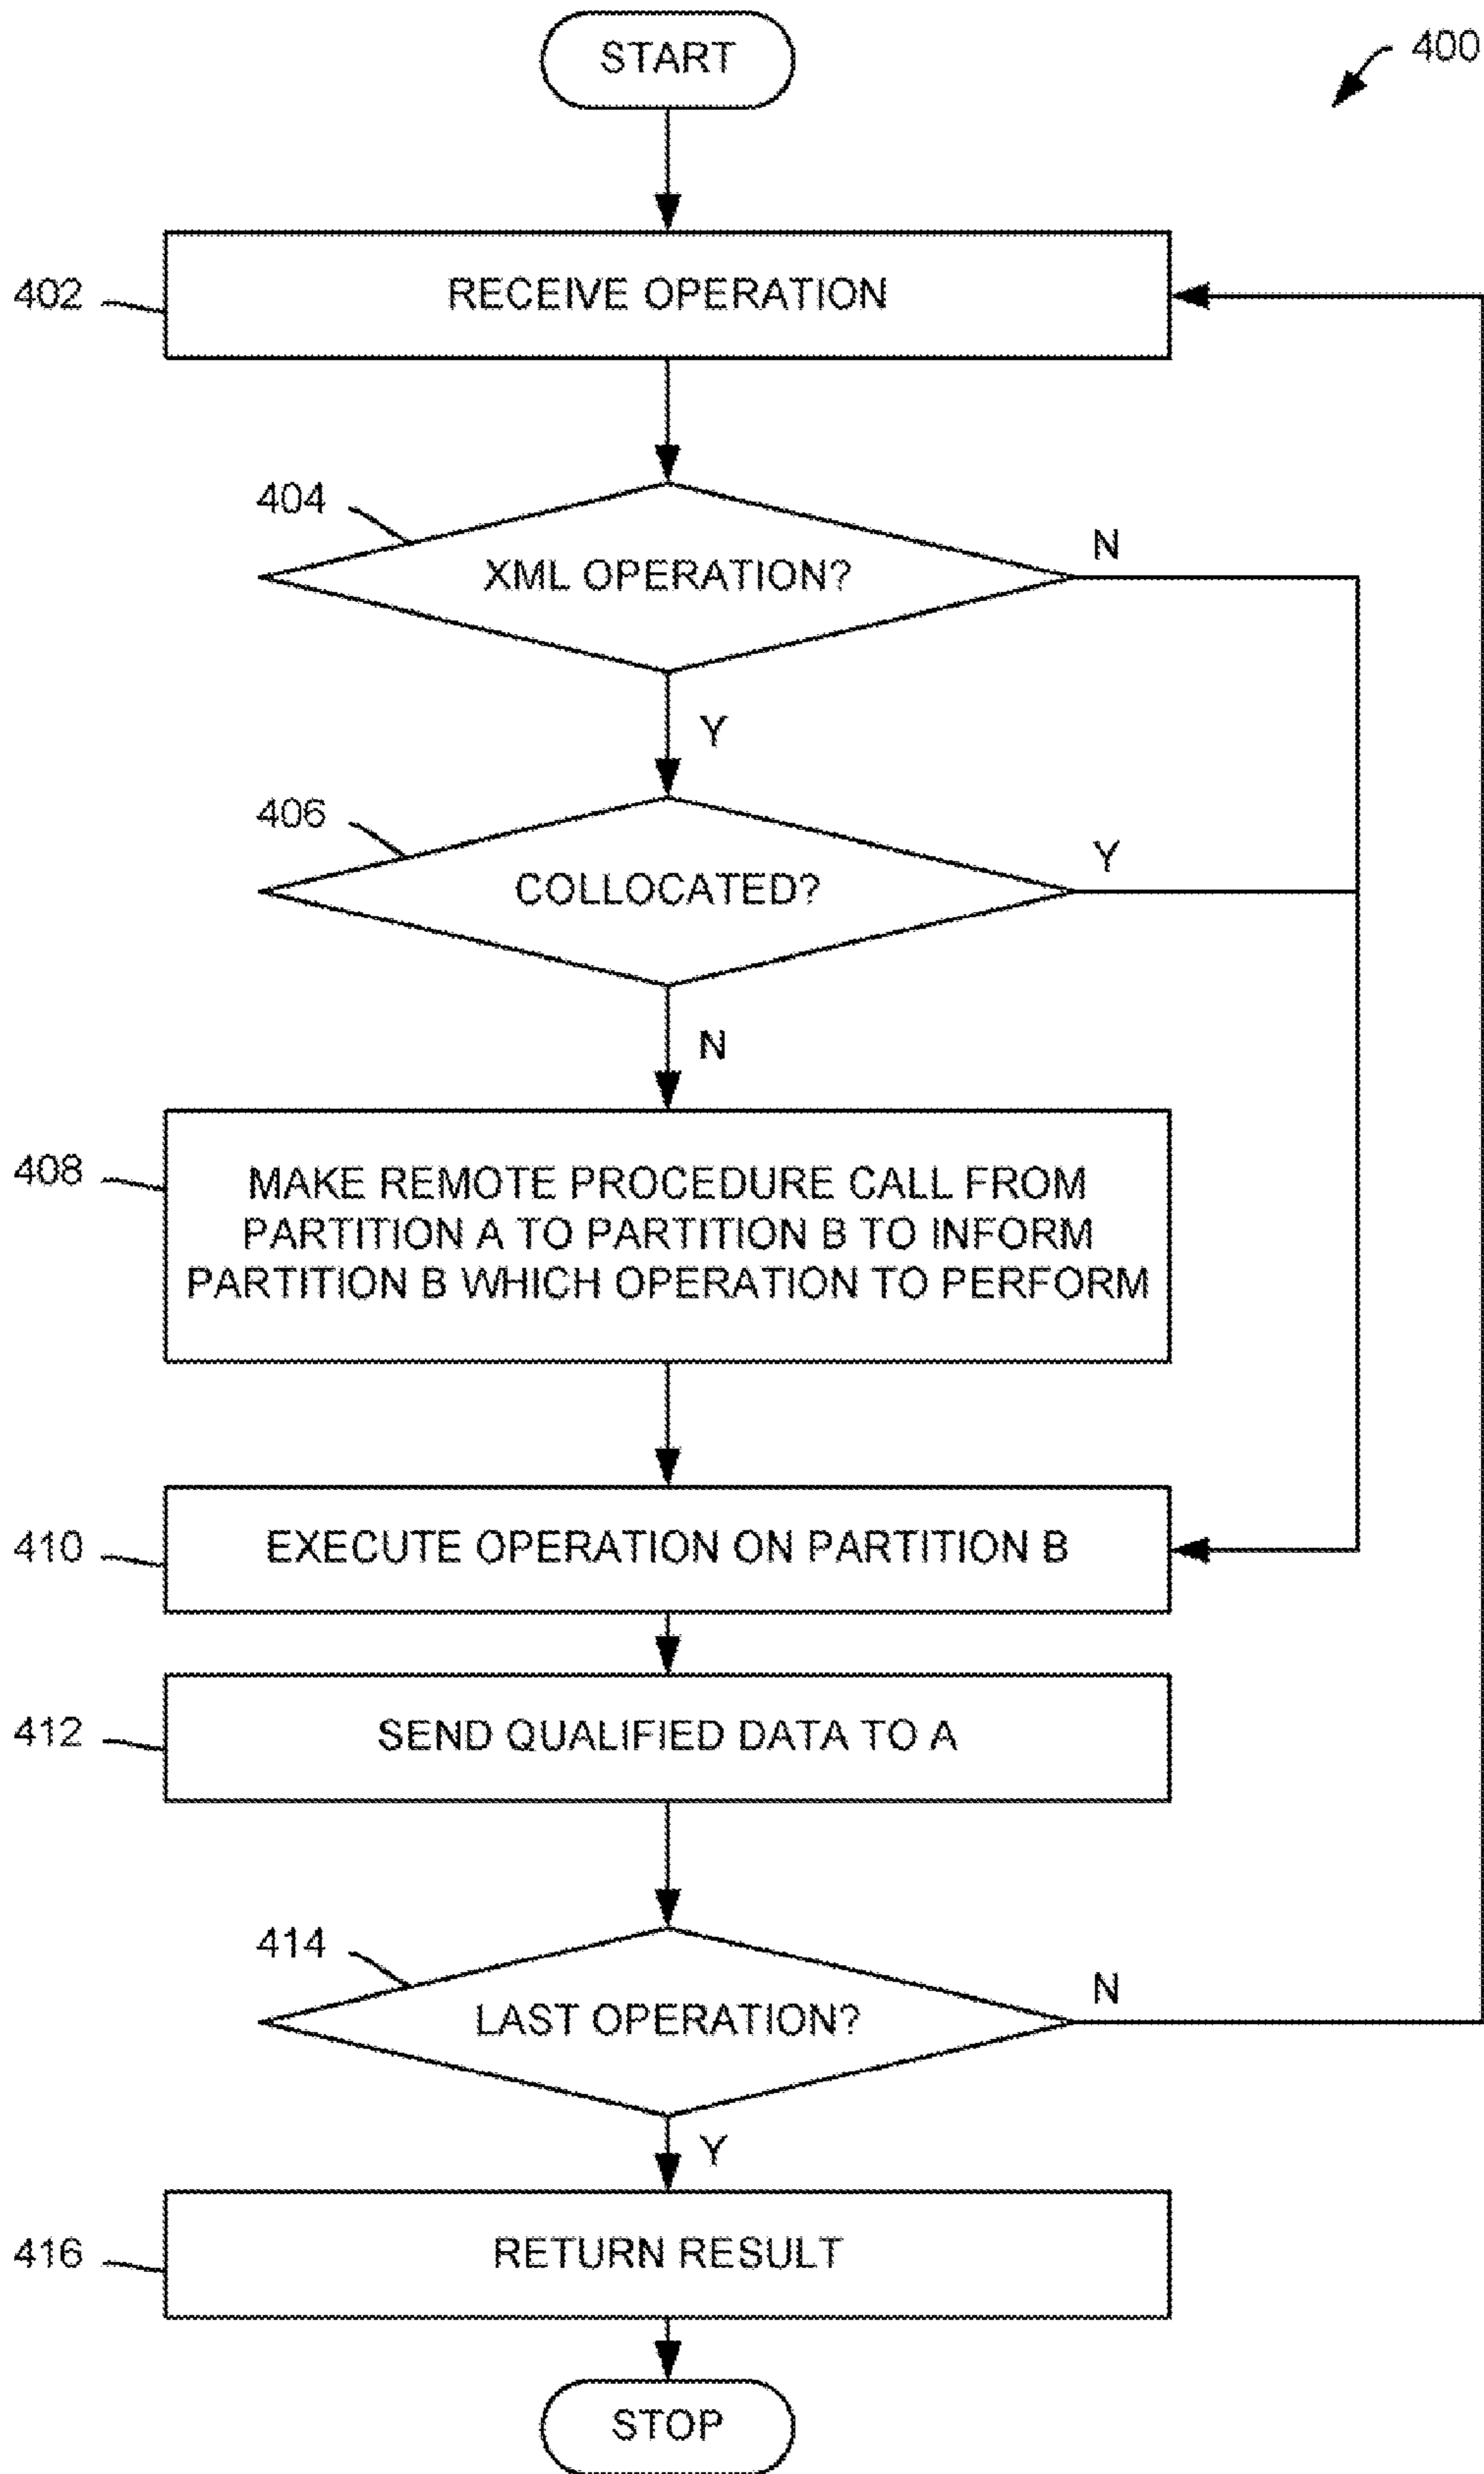 START
400
402
RECEIVE OPERATION
404
XML OPERATION?
N
Y
406
COLLOCATED?
Y
N
408
MAKE REMOTE PROCEDURE CALL FROM
PARTITION A TO PARTITION B TO INFORM
PARTITION B WHICH OPERATION TO PERFORM
410
EXECUTE OPERATION ON PARTITION B
412
SEND QUALIFIED DATA TO A
414
LAST OPERATION?
N
Y
416
RETURN RESULT
STOP